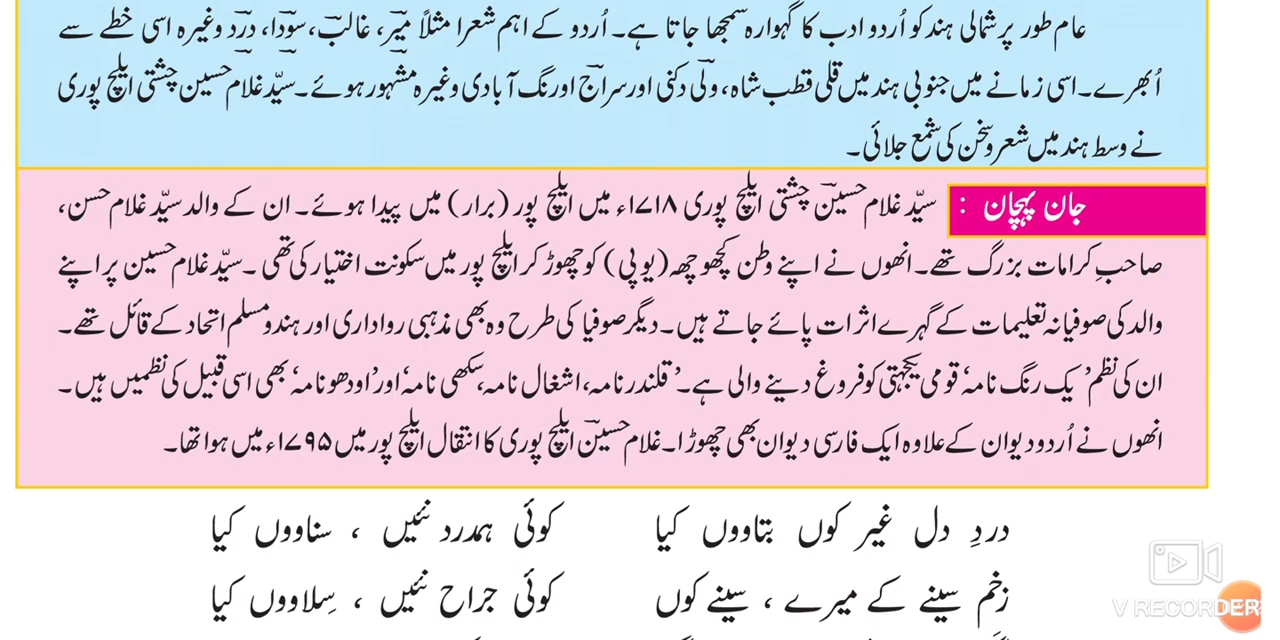 عام طور پر شمالی ہند کو اُردو ادب کا گہوارہ سمجھا جاتا ہے۔ اُردو کے اہم شعرا مثلاً میرؔ، غالبؔ، سوؔدا، دردؔ وغیرہ اسی خطے سے
اُبھرے۔ اسی زمانے میں جنوبی ہند میں قلی قطب شاہ، ولیؔ دکنی اور سراجؔ اورنگ آبادی وغیرہ مشہور ہوئے۔ سیّد غلام حسین چشتی ایلچ پوری
نے وسط ہند میں شعر و سخن کی شمع جلائی۔
جان پہچان : سیّد غلام حسینؔ چشتی ایلچ پوری ۱۷۱۸ء میں ایلچ پور (برار) میں پیدا ہوئے۔ ان کے والد سیّد غلام حسن،
صاحبِ کرامات بزرگ تھے۔ انھوں نے اپنے وطن کچھوچھہ (یوپی) کو چھوڑ کر ایلچ پور میں سکونت اختیار کی تھی۔ سیّد غلام حسین پر اپنے
والد کی صوفیانہ تعلیمات کے گہرے اثرات پائے جاتے ہیں۔ دیگر صوفیا کی طرح وہ بھی مذہبی رواداری اور ہندو مسلم اتحاد کے قائل تھے۔
ان کی نظم ’یک رنگ نامہ‘ قومی یکجہتی کو فروغ دینے والی ہے۔ ’قلندر نامہ، اشغال نامہ، سکھی نامہ‘ اور ’اودھو نامہ‘ بھی اسی قبیل کی نظمیں ہیں۔
انھوں نے اُردو دیوان کے علاوہ ایک فارسی دیوان بھی چھوڑا۔ غلام حسینؔ ایلچ پوری کا انتقال ایلچ پور میں ۱۷۹۵ء میں ہوا تھا۔
دردِ دل غیر کوں بتاووں کیا کوئی ہمدرد نئیں ، سناووں کیا
زخم سینے کے میرے ، سینے کوں کوئی جراح نئیں ، سِلاووں کیا
V RECORDER